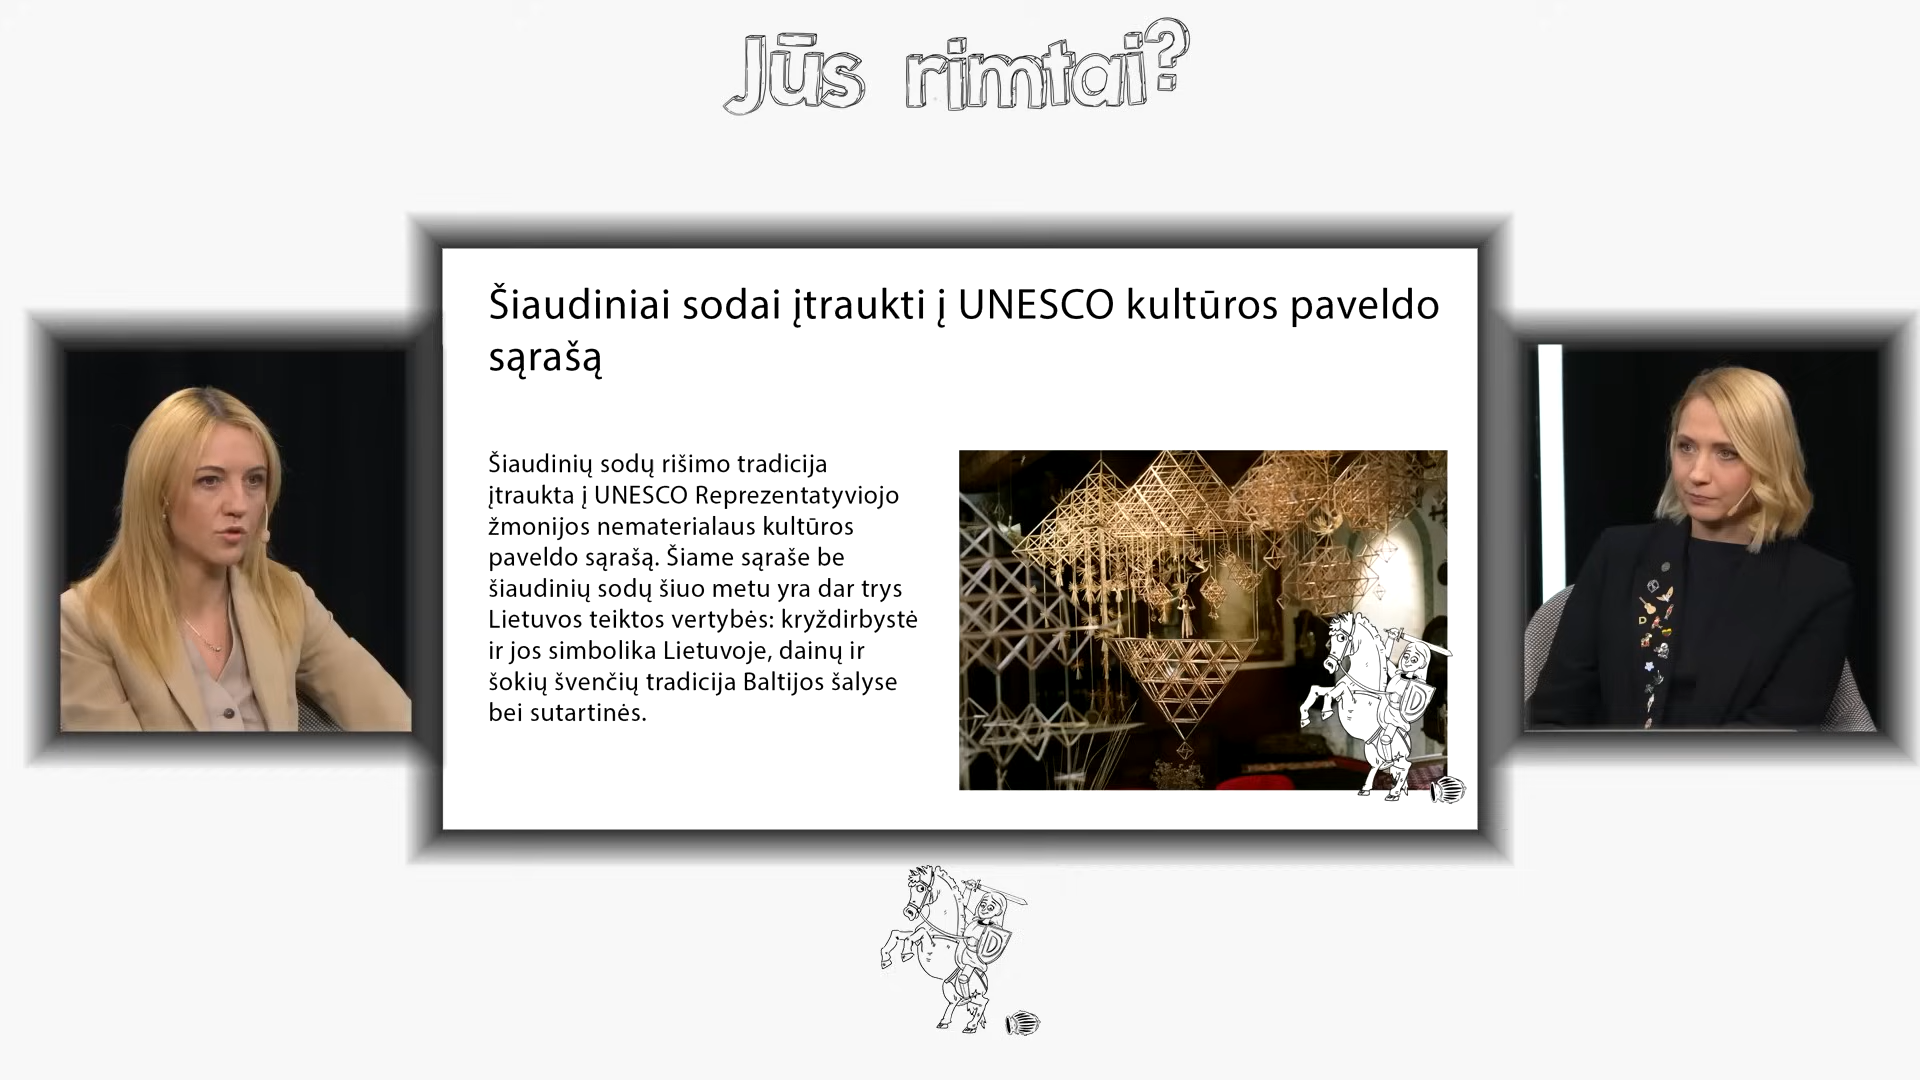 Jūs rimtai?
Šiaudiniai sodai įtraukti į UNESCO kultūros paveldo
sąrašą
Šiaudinių sodų rišimo tradicija
įtraukta į UNESCO Reprezentatyviojo
žmonijos nematerialaus kultūros
paveldo sąrašą. Šiame sąraše be
šiaudinių sodų šiuo metu yra dar trys
Lietuvos teiktos vertybės: kryždirbystė
ir jos simbolika Lietuvoje, dainų ir
šokių švenčių tradicija Baltijos šalyse
bei sutartinės.
D
D